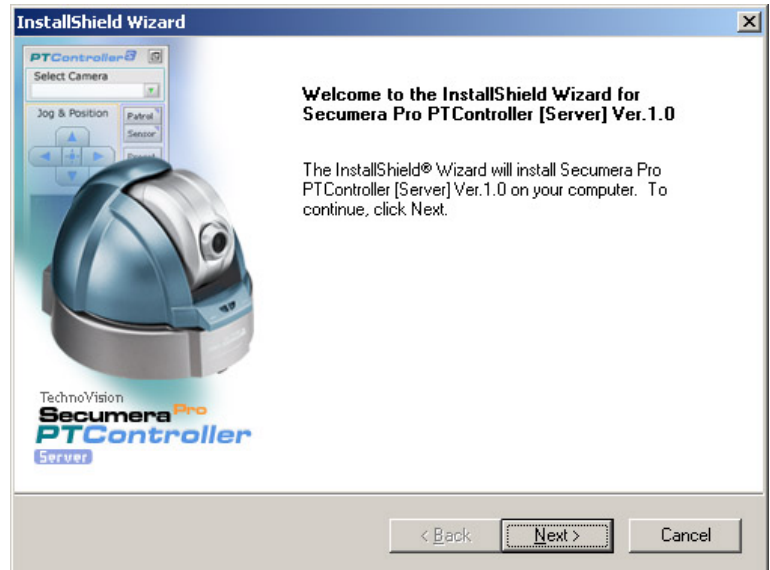 InstallShield Wizard
PTController
Select Camera
Jog & Position
Patrol
Sensor
Welcome to the InstallShield Wizard for
Secumera Pro PTController [Server] Ver.1.0
The InstallShield® Wizard will install Secumera Pro
PTController [Server] Ver.1.0 on your computer. To
continue, click Next.
TechnoVision
Secumera Pro
PTController
Server
< Back
Next >
Cancel